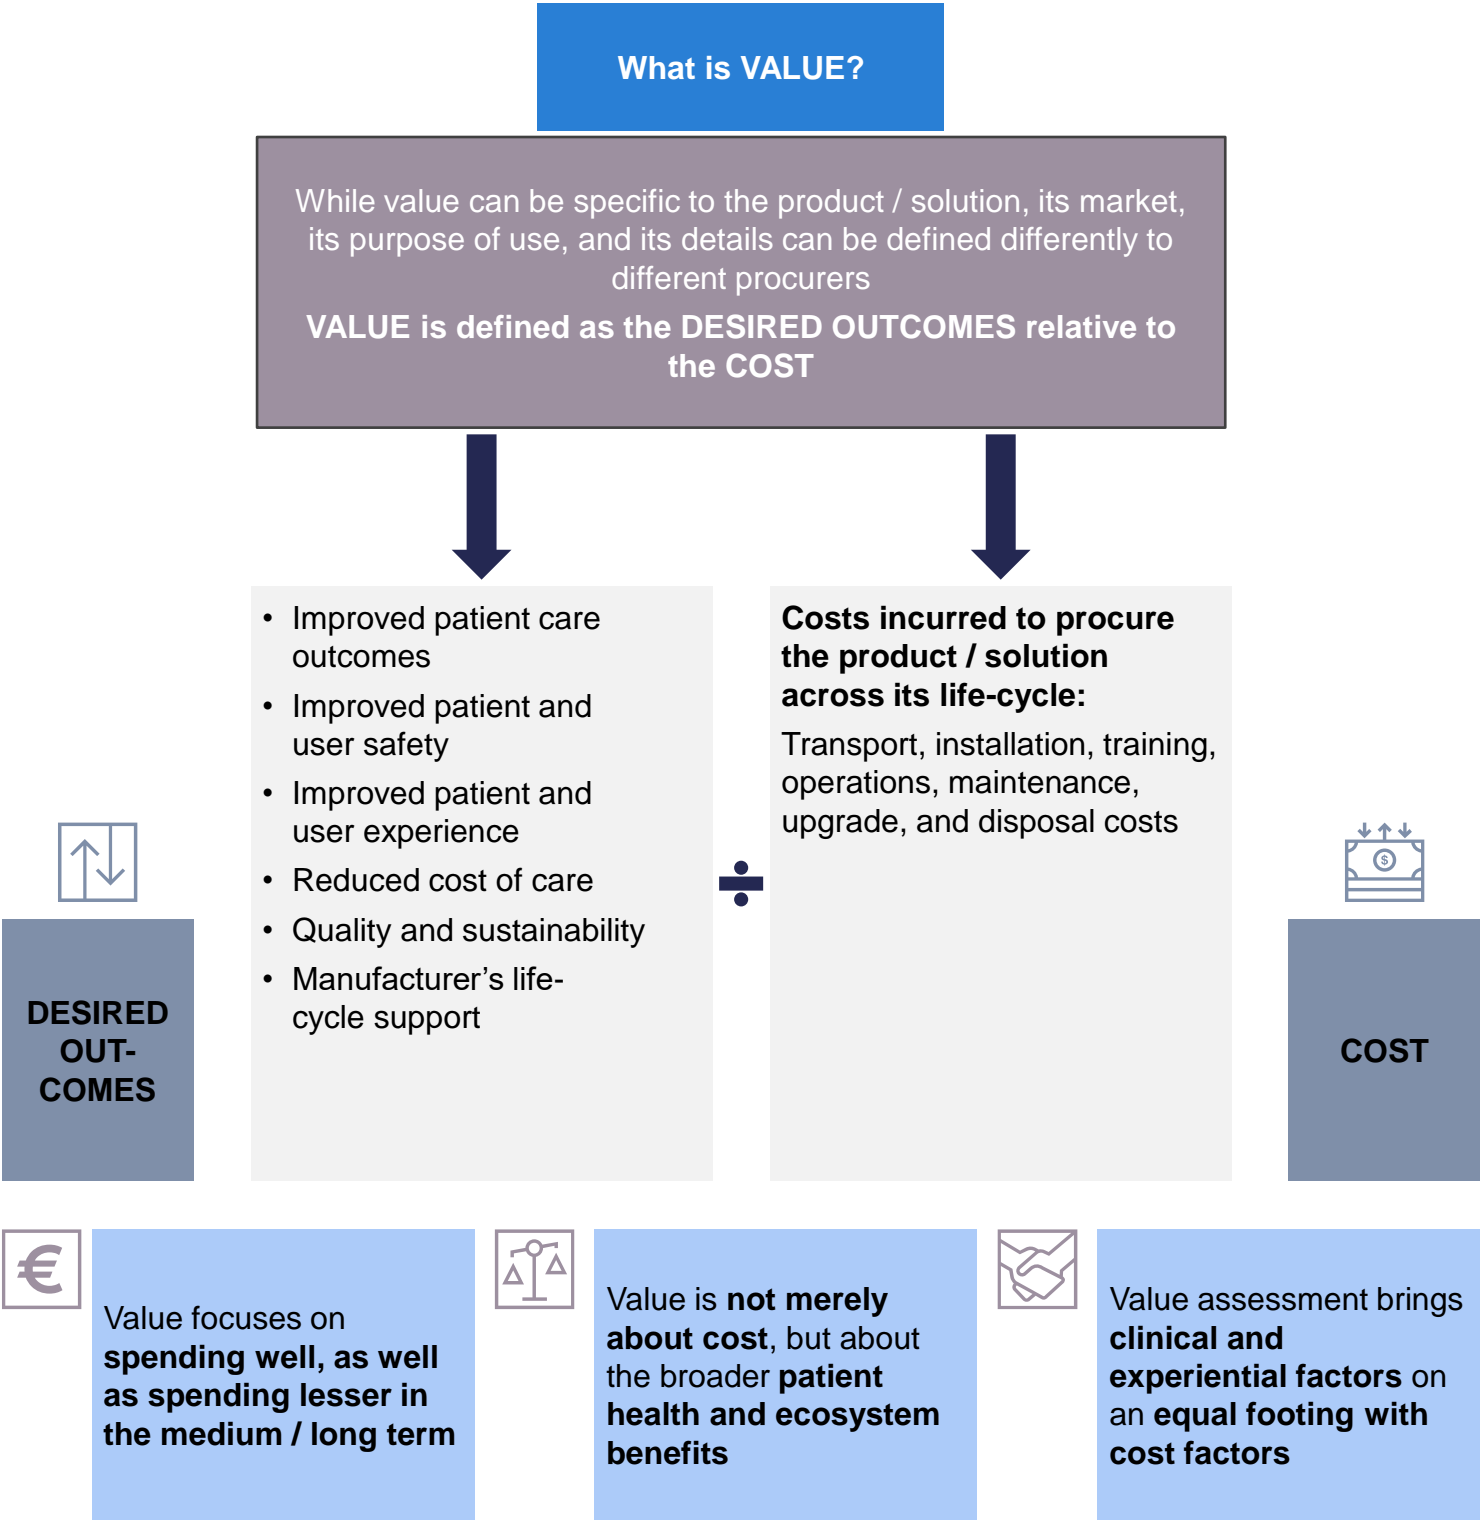 What is VALUE?
While value can be specific to the product / solution, its market,
its purpose of use, and its details can be defined differently to
different procurers
VALUE is defined as the DESIRED OUTCOMES relative to
the COST
DESIRED
OUT-
COMES
• Improved patient care
outcomes
• Improved patient and
user safety
• Improved patient and
user experience
• Reduced cost of care
• Quality and sustainability
• Manufacturer’s life-
cycle support
÷
Costs incurred to procure
the product / solution
across its life-cycle:
Transport, installation, training,
operations, maintenance,
upgrade, and disposal costs
$
COST
€
Value focuses on
spending well, as well
as spending lesser in
the medium / long term
Value is not merely
about cost, but about
the broader patient
health and ecosystem
benefits
Value assessment brings
clinical and
experiential factors on
an equal footing with
cost factors